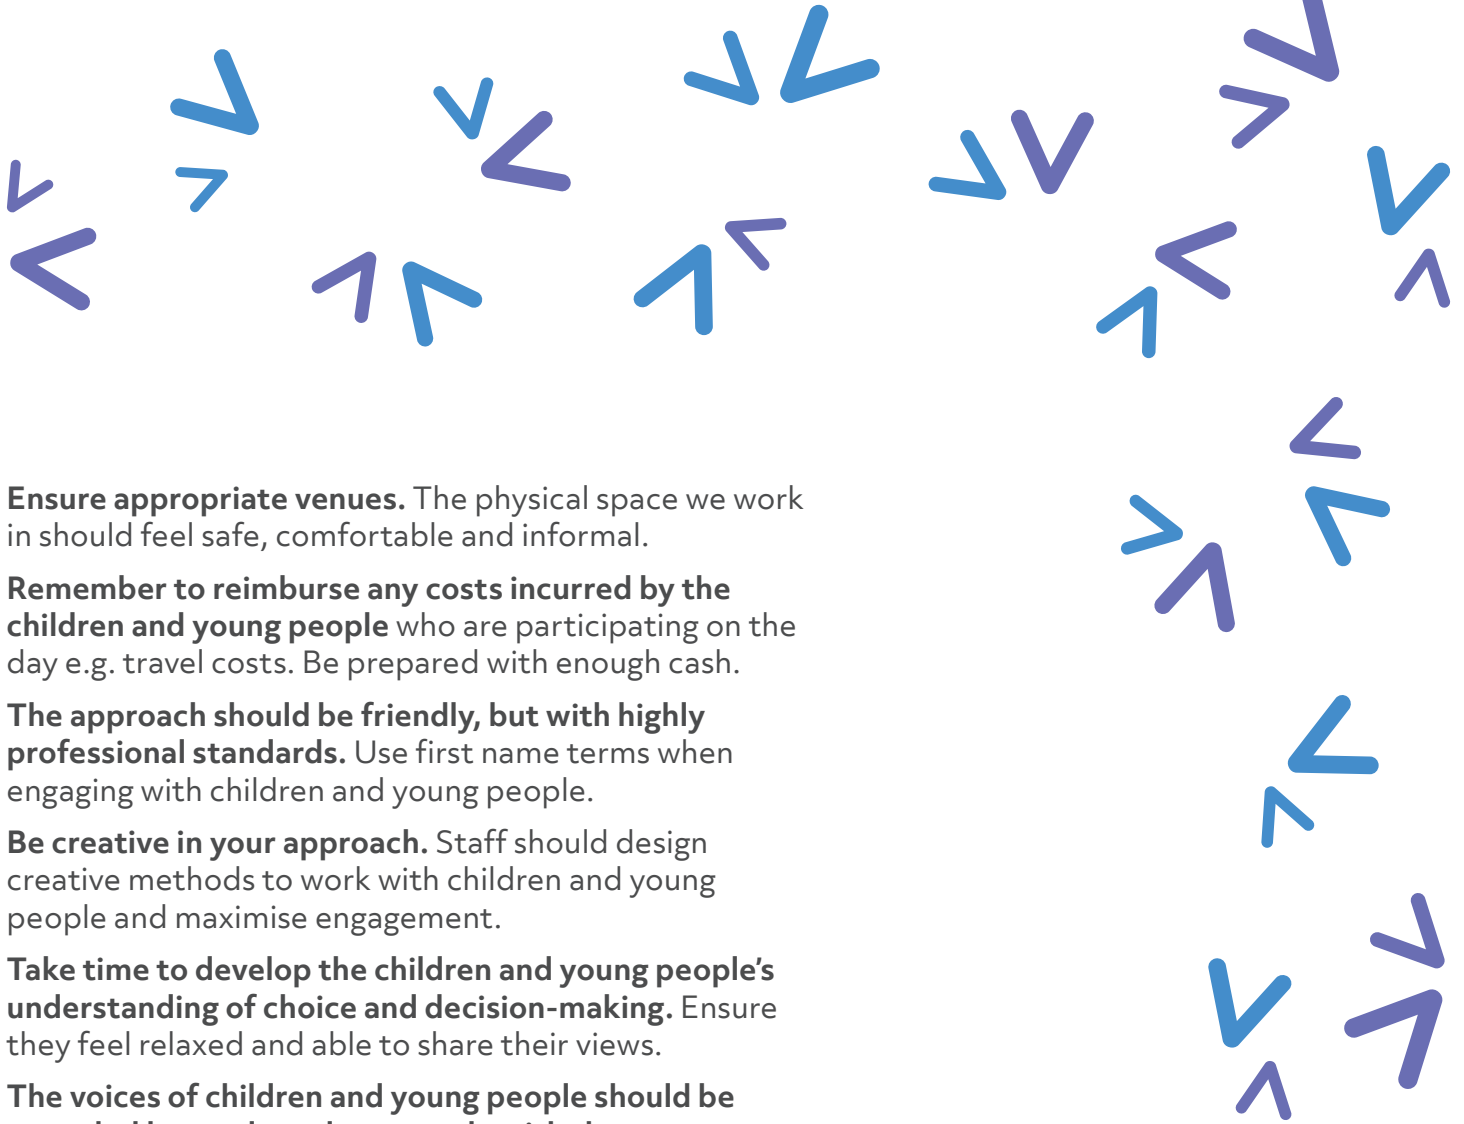 Ensure appropriate venues. The physical space we work
in should feel safe, comfortable and informal.
Remember to reimburse any costs incurred by the
children and young people who are participating on the
day e.g. travel costs. Be prepared with enough cash.
The approach should be friendly, but with highly
professional standards. Use first name terms when
engaging with children and young people.
Be creative in your approach. Staff should design
creative methods to work with children and young
people and maximise engagement.
Take time to develop the children and young people’s
understanding of choice and decision-making. Ensure
they feel relaxed and able to share their views.
The voices of children and young people should be